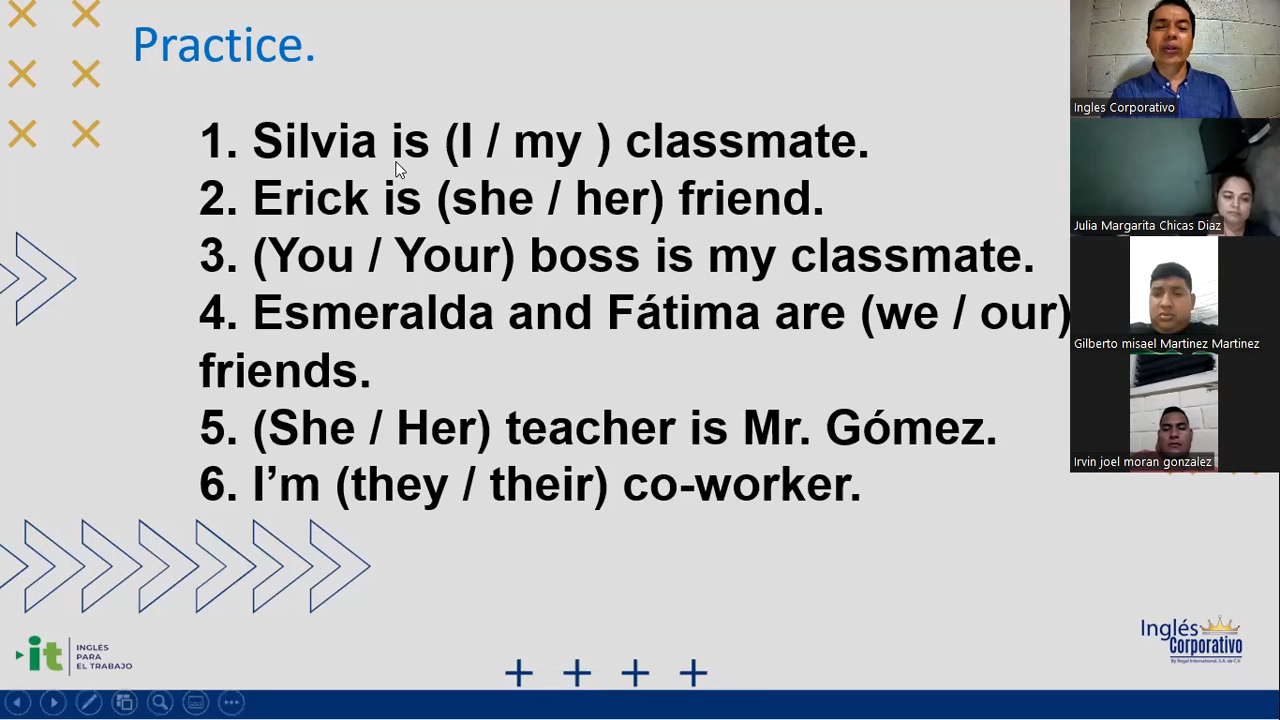 Practice.
1. Silvia is (I / my ) classmate.
2. Erick is (she / her) friend.
3. (You / Your) boss is my classmate.
4. Esmeralda and Fátima are (we / our)
friends.
5. (She / Her) teacher is Mr. Gómez.
6. I’m (they / their) co-worker.
Ingles Corporativo
Julia Margarita Chicas Diaz
Gilberto misael Martinez Martinez
Irvin joel moran gonzalez
it
INGLÉS
PARA
EL TRABAJO
Inglés
Corporativo
By Regal International, S.A. de C.V.